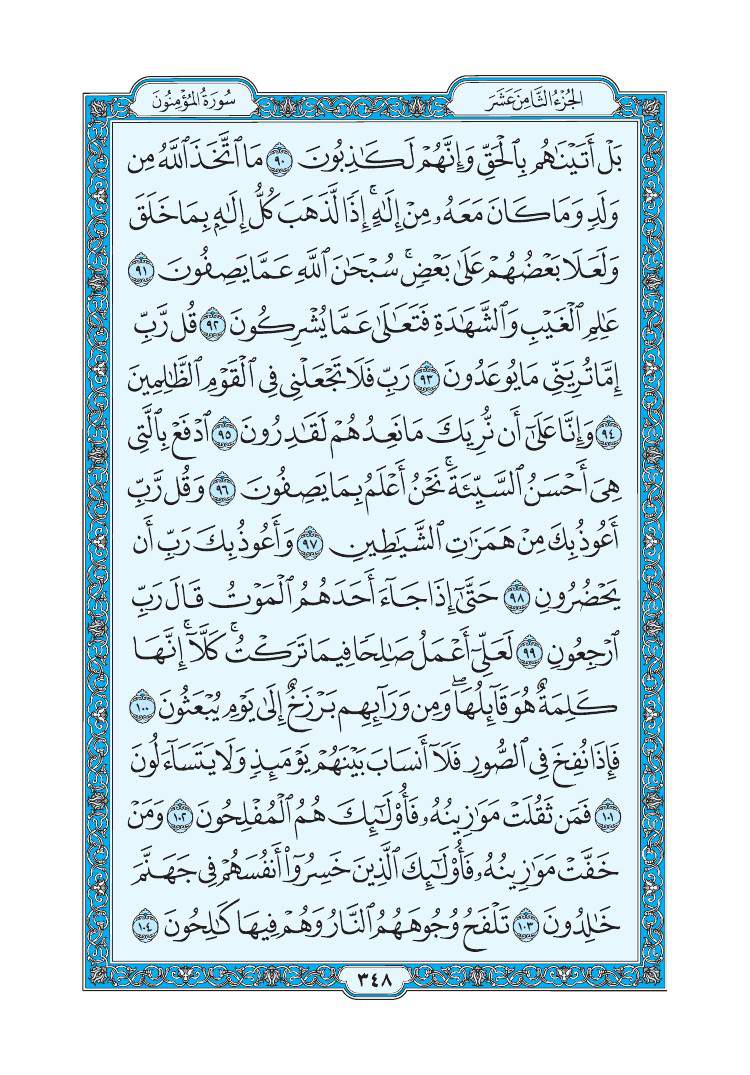 الجُزْءُ الثَّامِنَ عَشَرَ
سُورَةُ المُؤْمِنُونَ
بَلْ أَتَيْنَٰهُم بِٱلْحَقِّ وَإِنَّهُمْ لَكَٰذِبُونَ ٩٠ مَا ٱتَّخَذَ ٱللَّهُ مِن
وَلَدٍ وَمَا كَانَ مَعَهُۥ مِنْ إِلَٰهٍ ۚ إِذًا لَّذَهَبَ كُلُّ إِلَٰهٍۭ بِمَا خَلَقَ
وَلَعَلَا بَعْضُهُمْ عَلَىٰ بَعْضٍ ۚ سُبْحَٰنَ ٱللَّهِ عَمَّا يَصِفُونَ ٩١
عَٰلِمِ ٱلْغَيْبِ وَٱلشَّهَٰدَةِ فَتَعَٰلَىٰ عَمَّا يُشْرِكُونَ ٩٢ قُل رَّبِّ
إِمَّا تُرِيَنِّى مَا يُوعَدُونَ ٩٣ رَبِّ فَلَا تَجْعَلْنِى فِى ٱلْقَوْمِ ٱلظَّٰلِمِينَ
٩٤ وَإِنَّا عَلَىٰٓ أَن نُّرِيَكَ مَا نَعِدُهُمْ لَقَٰدِرُونَ ٩٥ ٱدْفَعْ بِٱلَّتِى
هِىَ أَحْسَنُ ٱلسَّيِّئَةَ ۚ نَحْنُ أَعْلَمُ بِمَا يَصِفُونَ ٩٦ وَقُل رَّبِّ
أَعُوذُ بِكَ مِنْ هَمَزَٰتِ ٱلشَّيَٰطِينِ ٩٧ وَأَعُوذُ بِكَ رَبِّ أَن
يَحْضُرُونِ ٩٨ حَتَّىٰٓ إِذَا جَآءَ أَحَدَهُمُ ٱلْمَوْتُ قَالَ رَبِّ
ٱرْجِعُونِ ٩٩ لَعَلِّىٓ أَعْمَلُ صَٰلِحًا فِيمَا تَرَكْتُ ۚ كَلَّآ ۚ إِنَّهَا
كَلِمَةٌ هُوَ قَآئِلُهَا ۖ وَمِن وَرَآئِهِم بَرْزَخٌ إِلَىٰ يَوْمِ يُبْعَثُونَ ١٠٠
فَإِذَا نُفِخَ فِى ٱلصُّورِ فَلَآ أَنسَابَ بَيْنَهُمْ يَوْمَئِذٍ وَلَا يَتَسَآءَلُونَ
١٠١ فَمَن ثَقُلَتْ مَوَٰزِينُهُۥ فَأُو۟لَٰٓئِكَ هُمُ ٱلْمُفْلِحُونَ ١٠٢ وَمَنْ
خَفَّتْ مَوَٰزِينُهُۥ فَأُو۟لَٰٓئِكَ ٱلَّذِينَ خَسِرُوٓا۟ أَنفُسَهُمْ فِى جَهَنَّمَ
خَٰلِدُونَ ١٠٣ تَلْفَحُ وُجُوهَهُمُ ٱلنَّارُ وَهُمْ فِيهَا كَٰلِحُونَ ١٠٤
٣٤٨